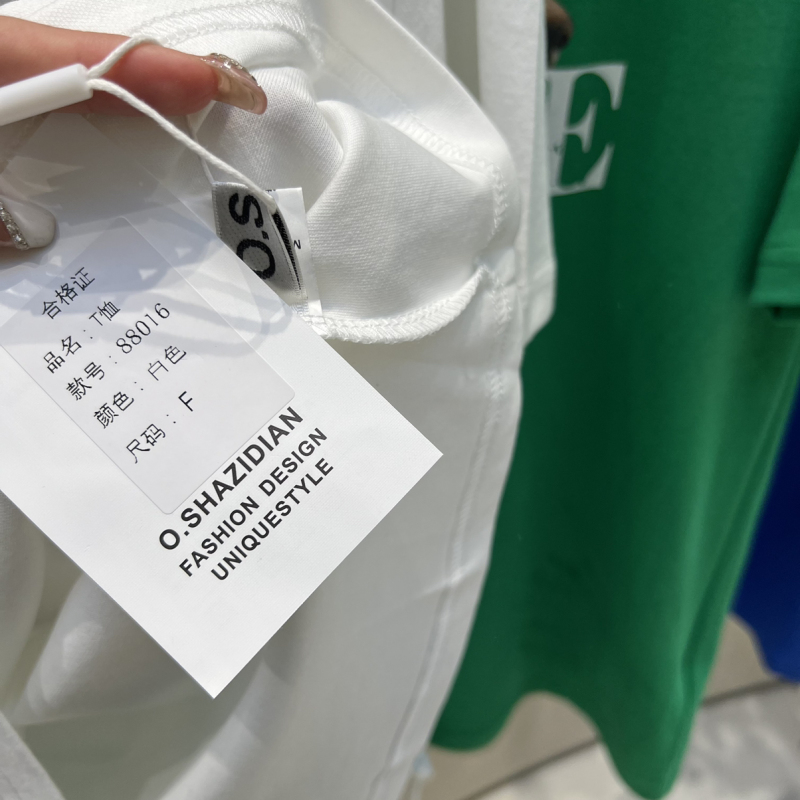 合格证
品名：T恤
款号：88016
颜色：白色
尺码：F
O.SHAZIDIAN
FASHION DESIGN
UNIQUESTYLE
O.S
E